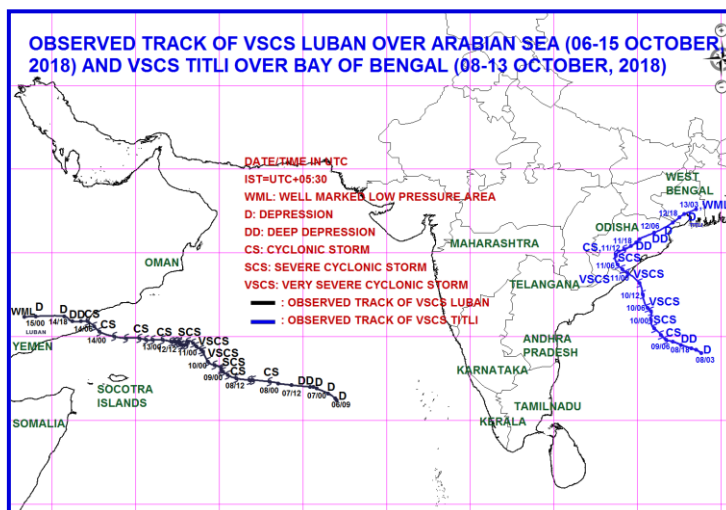 OBSERVED TRACK OF VSCS LUBAN OVER ARABIAN SEA (06-15 OCTOBER,
2018) AND VSCS TITLI OVER BAY OF BENGAL (08-13 OCTOBER, 2018)
DATE/TIME IN UTC
IST=UTC+05:30
WML: WELL MARKED LOW PRESSURE AREA
D: DEPRESSION
DD: DEEP DEPRESSION
CS: CYCLONIC STORM
SCS: SEVERE CYCLONIC STORM
VSCS: VERY SEVERE CYCLONIC STORM
: OBSERVED TRACK OF VSCS LUBAN
: OBSERVED TRACK OF VSCS TITLI
OMAN
YEMEN
SOCOTRA
ISLANDS
SOMALIA
WEST
BENGAL
ODISHA
MAHARASHTRA
TELANGANA
ANDHRA
PRADESH
KARNATAKA
TAMILNADU
KERALA
WML D D DD CS CS CS CS SCS
15/00 14/18 14/06 14/00 13/00 12/12 11/00
LUBAN
VSCS
VSCS
10/00 SCS
09/00 CS CS DD D D
08/12 08/00 07/12 07/00 06/09
13/03 WML
12/18 D
12/06 D
11/18 DD DD
CS 11/12
SCS
11/06
VSCS 11/00 VSCS
10/12
10/06 VSCS
10/00 SCS
CS
09/06 DD D
08/18 08/03